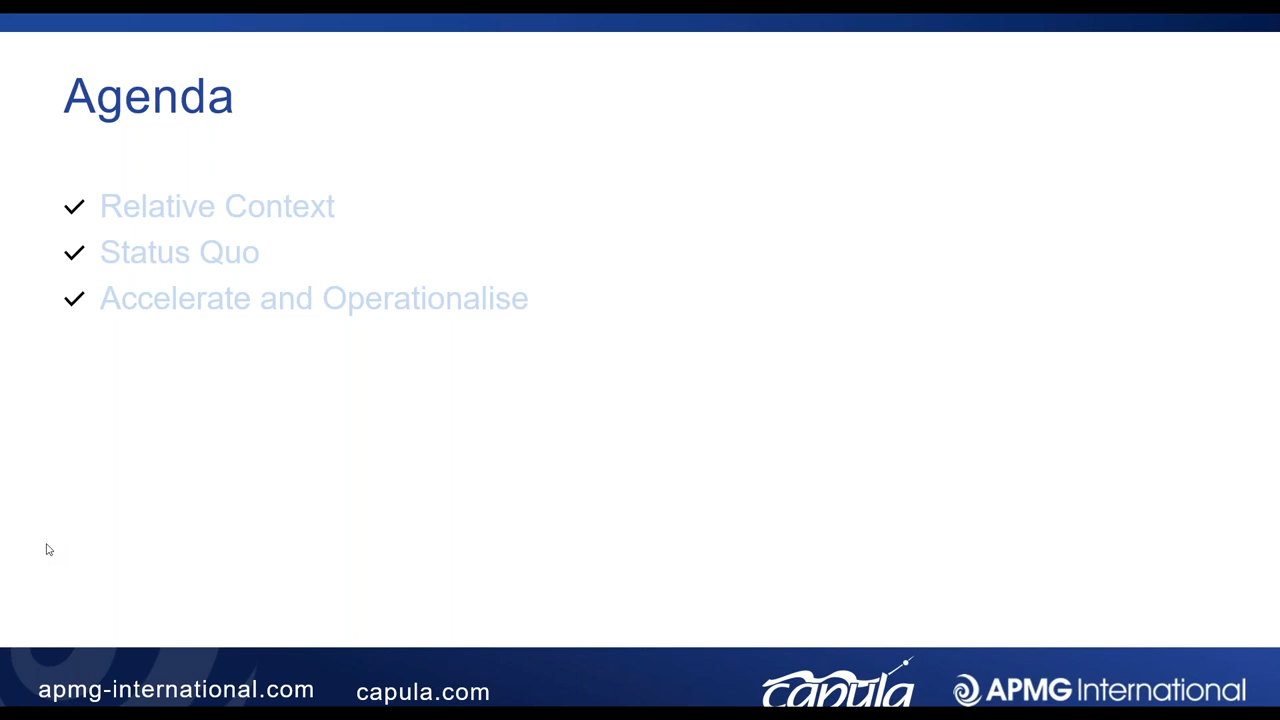 Agenda
Relative Context
Status Quo
Accelerate and Operationalise
apmg-international.com
capula.com
capula
APMG International